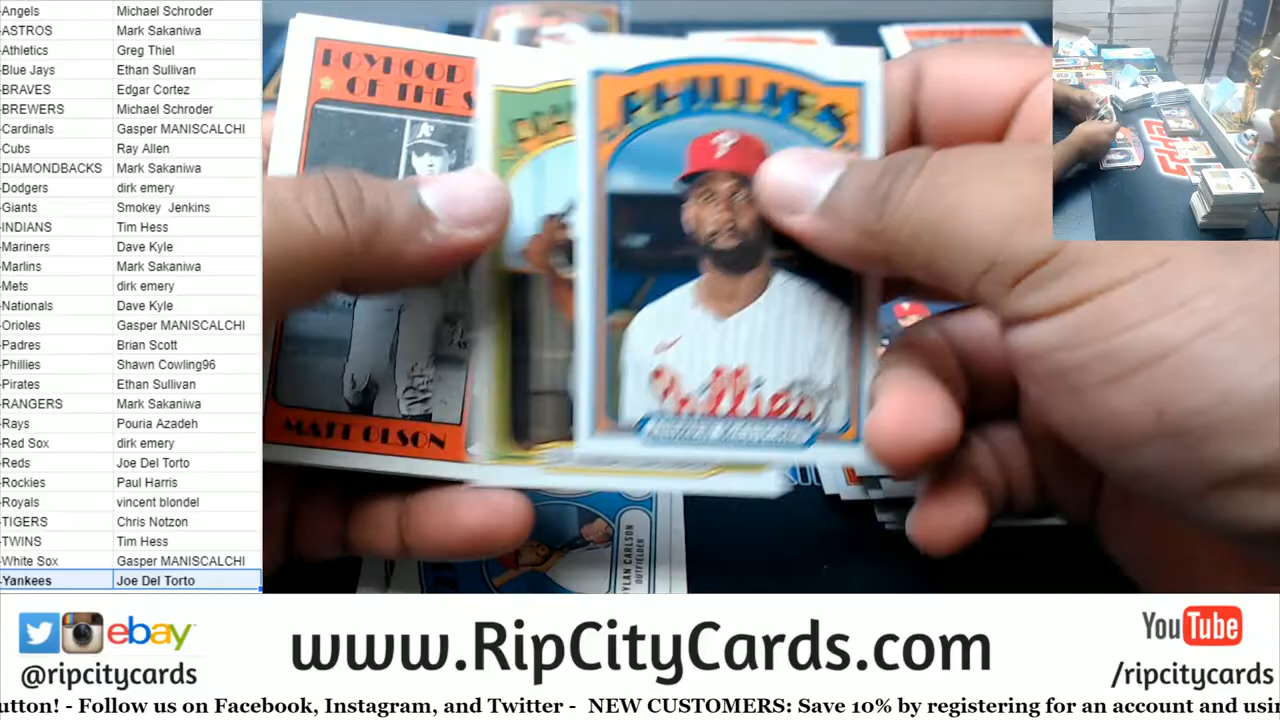 -Angels Michael Schroder
-ASTROS Mark Sakaniwa
-Athletics Greg Thiel
-Blue Jays Ethan Sullivan
-BRAVES Edgar Cortez
-BREWERS Michael Schroder
-Cardinals Gasper MANISCALCHI
-Cubs Ray Allen
-DIAMONDBACKS Mark Sakaniwa
-Dodgers dirk emery
-Giants Smokey Jenkins
-INDIANS Tim Hess
-Mariners Dave Kyle
-Marlins Mark Sakaniwa
-Mets dirk emery
-Nationals Dave Kyle
-Orioles Gasper MANISCALCHI
-Padres Brian Scott
-Phillies Shawn Cowling96
-Pirates Ethan Sullivan
-RANGERS Mark Sakaniwa
-Rays Pouria Azadeh
-Red Sox dirk emery
-Reds Joe Del Torto
-Rockies Paul Harris
-Royals vincent blondel
-TIGERS Chris Notzon
-TWINS Tim Hess
-White Sox Gasper MANISCALCHI
-Yankees Joe Del Torto
BOYHOOD
OF THE S
A's
MATT OLSON
PHILLIES
Phillies
DYLAN CARLSON
OUTFIELDER
ebay
@ripcitycards
www.RipCityCards.com
YouTube
/ripcitycards
utton! - Follow us on Facebook, Instagram, and Twitter - NEW CUSTOMERS: Save 10% by registering for an account and usin